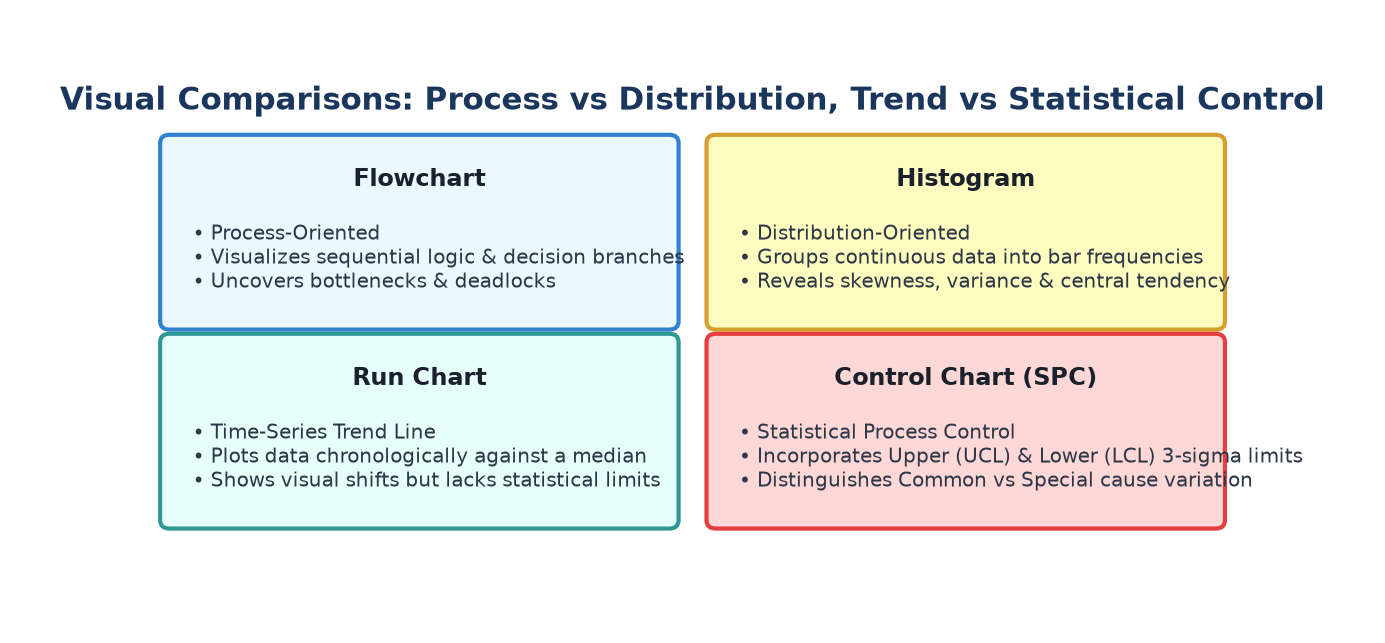 Visual Comparisons: Process vs Distribution, Trend vs Statistical Control
Flowchart
• Process-Oriented
• Visualizes sequential logic & decision branches
• Uncovers bottlenecks & deadlocks
Histogram
• Distribution-Oriented
• Groups continuous data into bar frequencies
• Reveals skewness, variance & central tendency
Run Chart
• Time-Series Trend Line
• Plots data chronologically against a median
• Shows visual shifts but lacks statistical limits
Control Chart (SPC)
• Statistical Process Control
• Incorporates Upper (UCL) & Lower (LCL) 3-sigma limits
• Distinguishes Common vs Special cause variation